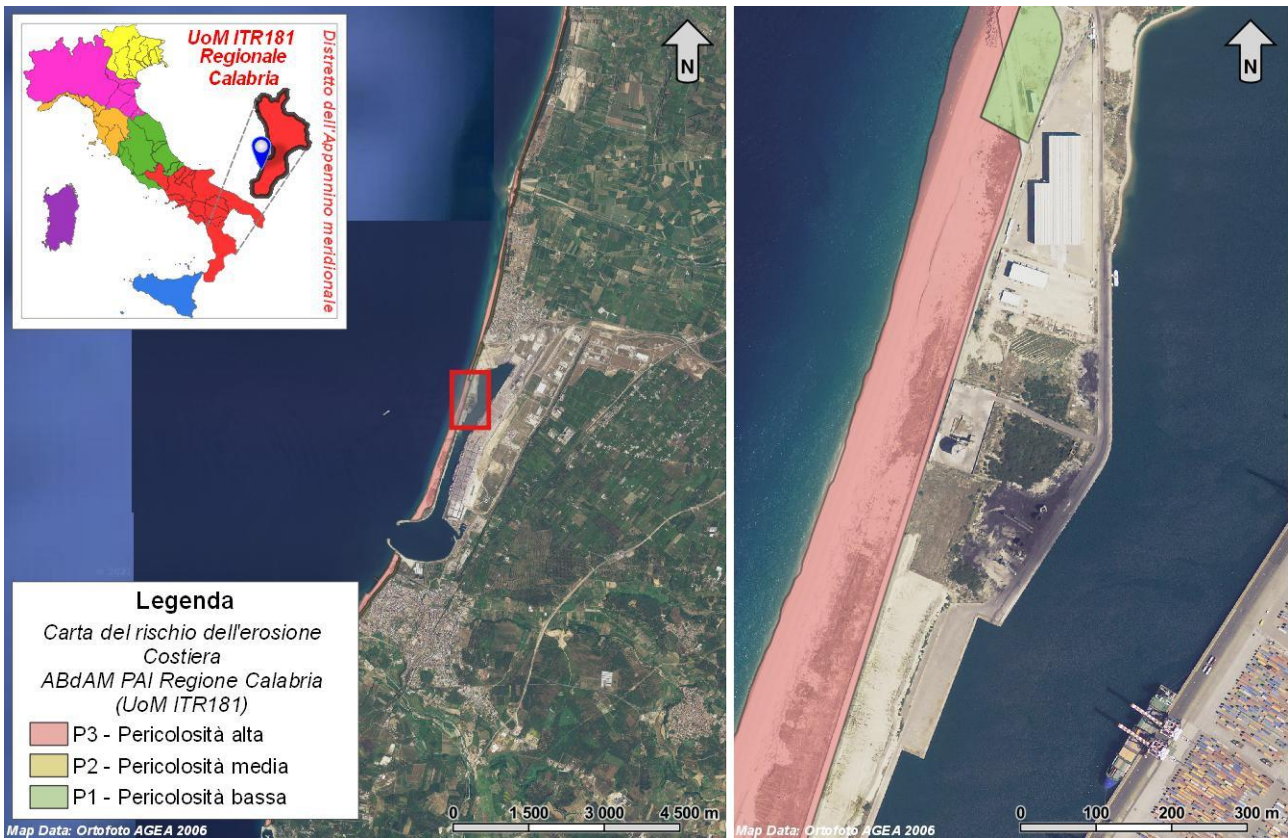 UoM ITR181
Regionale
Calabria
Distretto dell'Appennino meridionale
N
Legenda
Carta del rischio dell'erosione
Costiera
ABdAM PAI Regione Calabria
(UoM ITR181)
P3 - Pericolosità alta
P2 - Pericolosità media
P1 - Pericolosità bassa
0 1 500 3 000 4 500 m
Map Data: Ortofoto AGEA 2006
N
0 100 200 300 m
Map Data: Ortofoto AGEA 2006